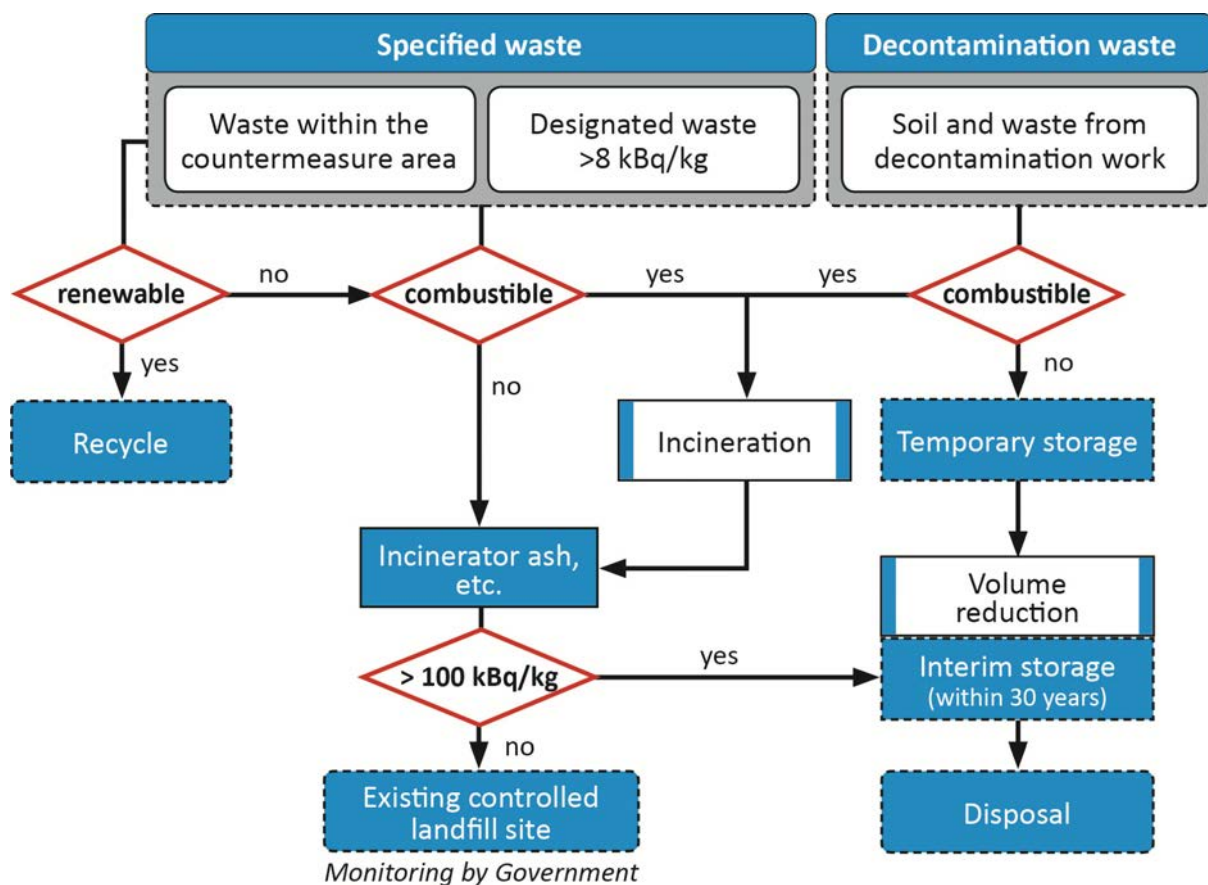 Specified waste
Decontamination waste
Waste within the
countermeasure area
Designated waste
>8 kBq/kg
Soil and waste from
decontamination work
renewable
no
combustible
yes
yes
combustible
yes
no
no
Recycle
Incineration
Temporary storage
Incinerator ash,
etc.
Volume
reduction
> 100 kBq/kg
yes
Interim storage
(within 30 years)
no
Existing controlled
landfill site
Disposal
Monitoring by Government